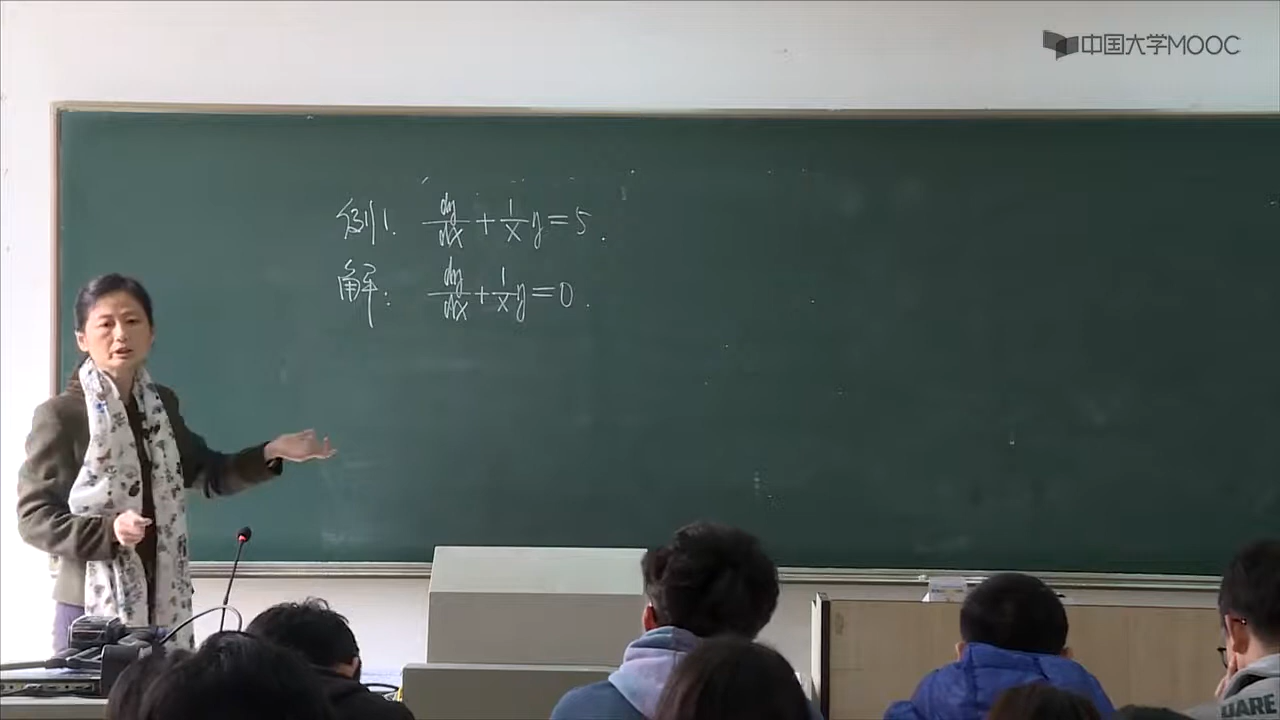 中国大学MOOC
例1. dy/dx + 1/x y = 5.
解: dy/dx + 1/x y = 0.
DARE